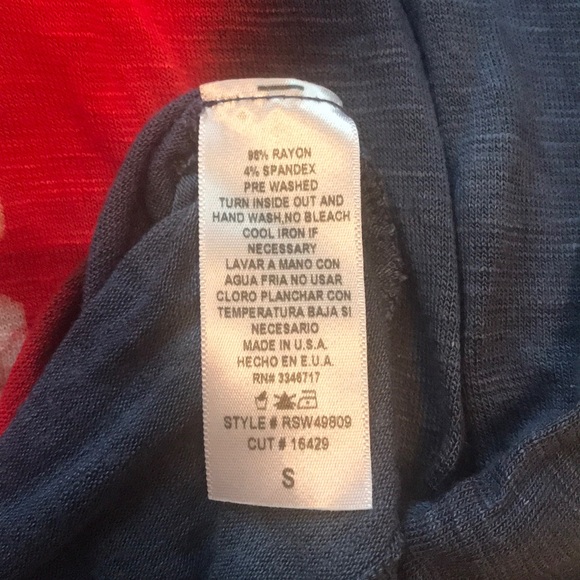 96% RAYON
4% SPANDEX
PRE WASHED
TURN INSIDE OUT AND
HAND WASH,NO BLEACH
COOL IRON IF
NECESSARY
LAVAR A MANO CON
AGUA FRIA NO USAR
CLORO PLANCHAR CON
TEMPERATURA BAJA SI
NECESARIO
MADE IN U.S.A.
HECHO EN E.U.A.
RN# 3346717
STYLE # RSW49809
CUT # 16429
S